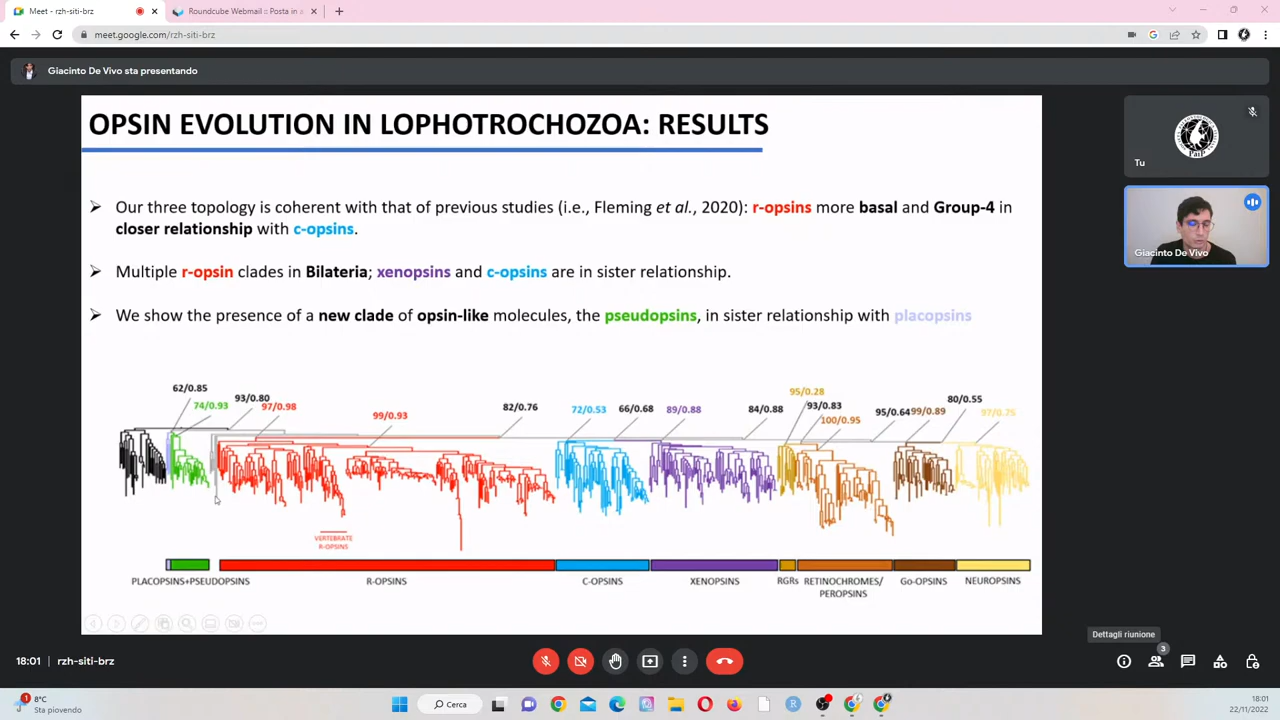 Meet - rzh-siti-brz
Roundcube Webmail :: Posta in a
meet.google.com/rzh-siti-brz
Giacinto De Vivo sta presentando
OPSIN EVOLUTION IN LOPHOTROCHOZOA: RESULTS
Our three topology is coherent with that of previous studies (i.e., Fleming et al., 2020): r-opsins more basal and Group-4 in
closer relationship with c-opsins.
Multiple r-opsin clades in Bilateria; xenopsins and c-opsins are in sister relationship.
We show the presence of a new clade of opsin-like molecules, the pseudopsins, in sister relationship with placopsins
Tu
Giacinto De Vivo
62/0.85
74/0.93
93/0.80
97/0.98
99/0.93
82/0.76
72/0.53
66/0.68
89/0.88
84/0.88
95/0.28
93/0.83
100/0.95
95/0.64
99/0.89
80/0.55
97/0.75
VERTEBRATE
R-OPSINS
PLACOPSINS+PSEUDOPSINS
R-OPSINS
C-OPSINS
XENOPSINS
RGRs
RETINOCHROMES/
PEROPSINS
Go-OPSINS
NEUROPSINS
Dettagli riunione
18:01
rzh-siti-brz
3
1
8°C
Sta piovendo
Cerca
18:01
22/11/2022